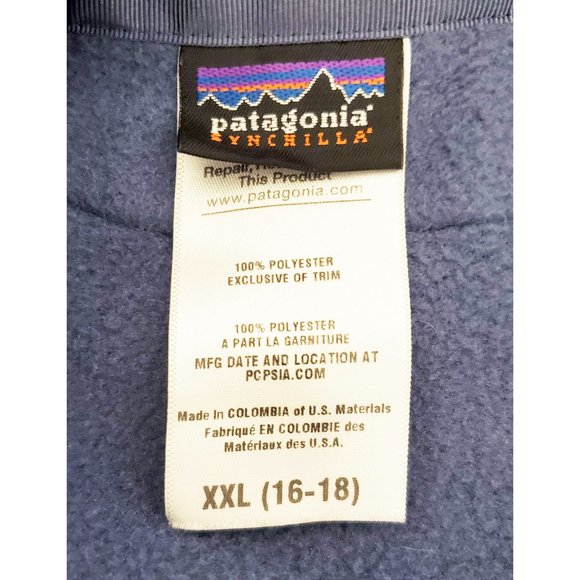 patagonia
SYNCHILLA
Repair,
This Product
www.patagonia.com
100% POLYESTER
EXCLUSIVE OF TRIM
100% POLYESTER
A PART LA GARNITURE
MFG DATE AND LOCATION AT
PCPSIA.COM
Made in COLOMBIA of U.S. Materials
Fabriqué EN COLOMBIE des
Matériaux des U.S.A.
XXL (16-18)